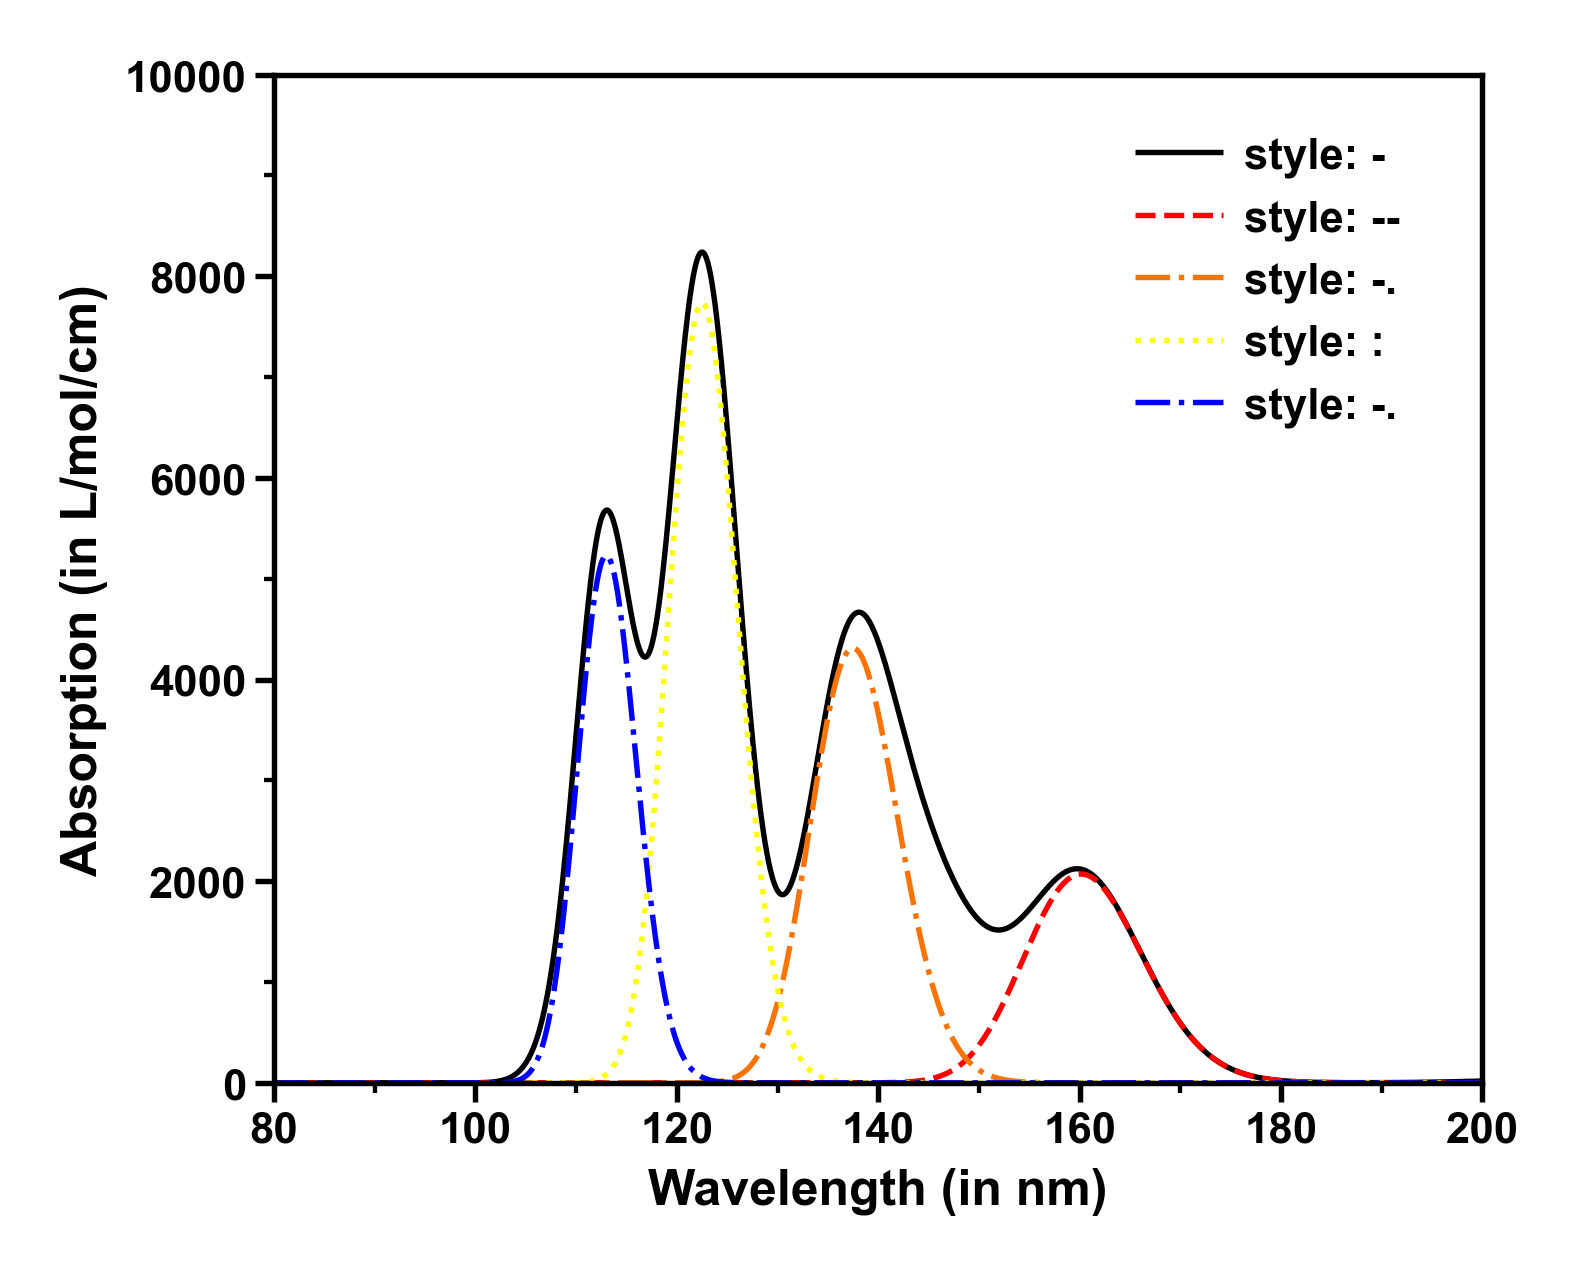 10000
8000
6000
4000
2000
0
Absorption (in L/mol/cm)
style: -
style: --
style: -.
style: :
style: -.
80 100 120 140 160 180 200
Wavelength (in nm)